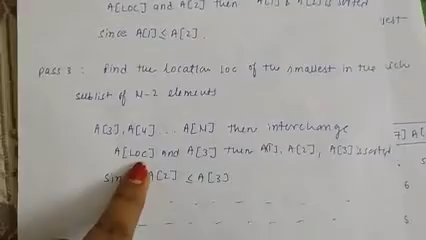 A[LOC] and A[2] then A[1] & A[2] is sorted
since A[1] ≤ A[2].
Pass 3 : Find the location LOC of the smallest in the
sublist of N-2 elements
A[3], A[4] ... A[N] then interchange
A[LOC] and A[3] then A[1], A[2], A[3] is sorted
A[2] ≤ A[3]
7] A
6